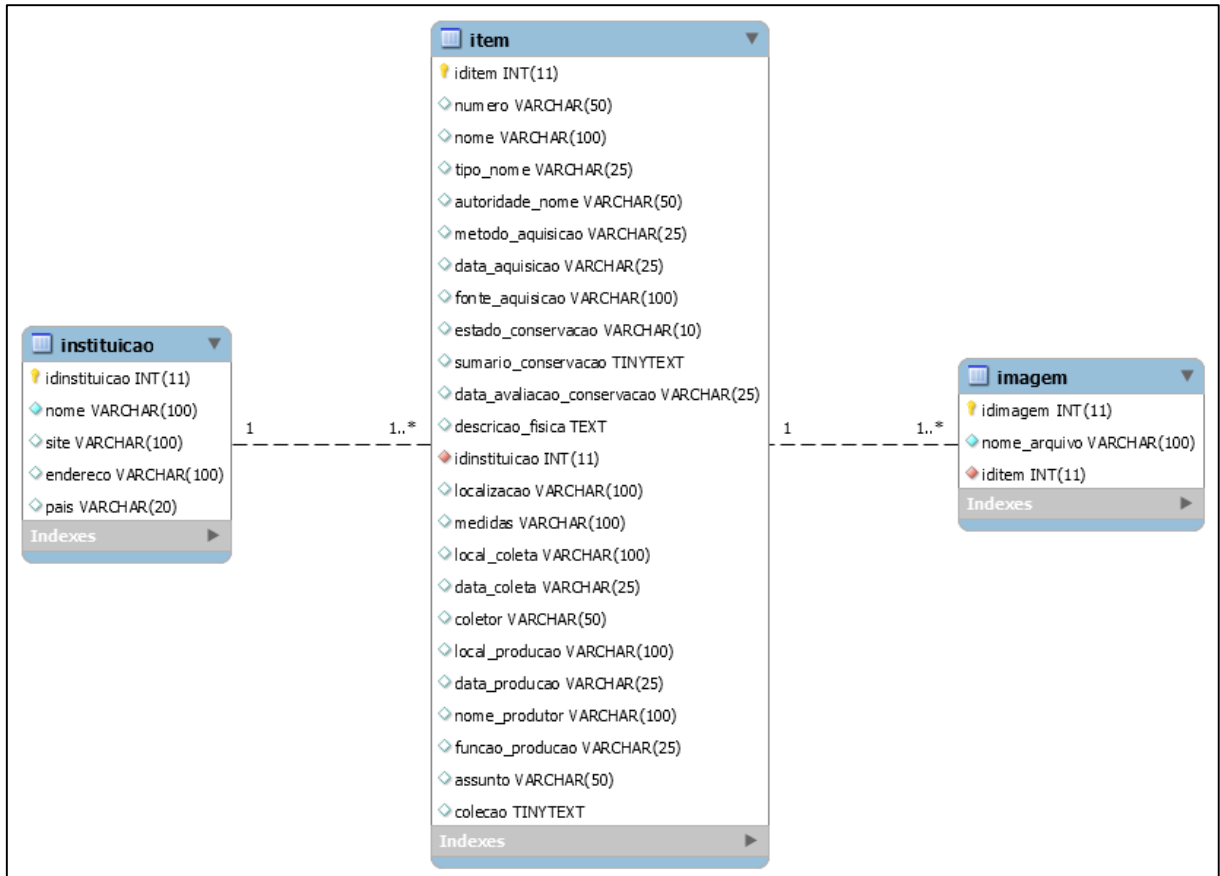 item
iditem INT(11)
numero VARCHAR(50)
nome VARCHAR(100)
tipo_nome VARCHAR(25)
autoridade_nome VARCHAR(50)
metodo_aquisicao VARCHAR(25)
data_aquisicao VARCHAR(25)
fonte_aquisicao VARCHAR(100)
estado_conservacao VARCHAR(10)
sumario_conservacao TINYTEXT
data_avaliacao_conservacao VARCHAR(25)
descricao_fisica TEXT
idinstituicao INT(11)
localizacao VARCHAR(100)
medidas VARCHAR(100)
local_coleta VARCHAR(100)
data_coleta VARCHAR(25)
coletor VARCHAR(50)
local_producao VARCHAR(100)
data_producao VARCHAR(25)
nome_produtor VARCHAR(100)
funcao_producao VARCHAR(25)
assunto VARCHAR(50)
colecao TINYTEXT
Indexes
instituicao
idinstituicao INT(11)
nome VARCHAR(100)
site VARCHAR(100)
endereco VARCHAR(100)
pais VARCHAR(20)
Indexes
1 1..*
1 1..*
imagem
idimagem INT(11)
nome_arquivo VARCHAR(100)
iditem INT(11)
Indexes